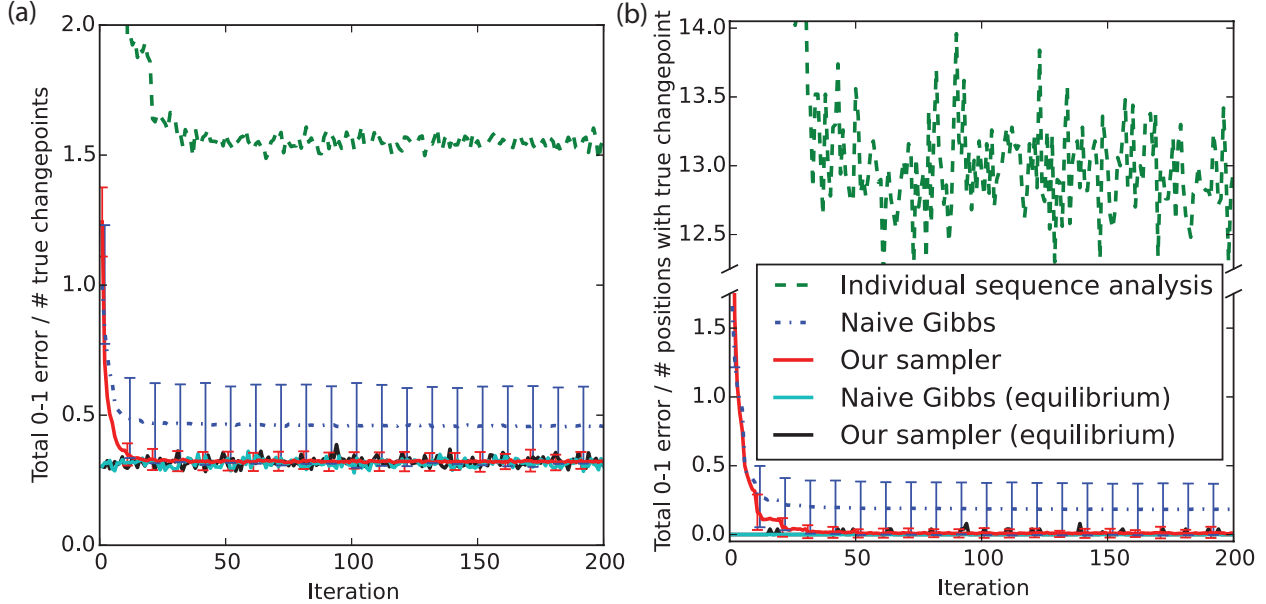 (a)
2.0
1.5
1.0
0.5
0.0
0
50
100
150
200
Total 0-1 error / # true changepoints
Iteration
(b)
14.0
13.5
13.0
12.5
1.5
1.0
0.5
0.0
0
50
100
150
200
Total 0-1 error / # positions with true changepoint
Iteration
Individual sequence analysis
Naive Gibbs
Our sampler
Naive Gibbs (equilibrium)
Our sampler (equilibrium)